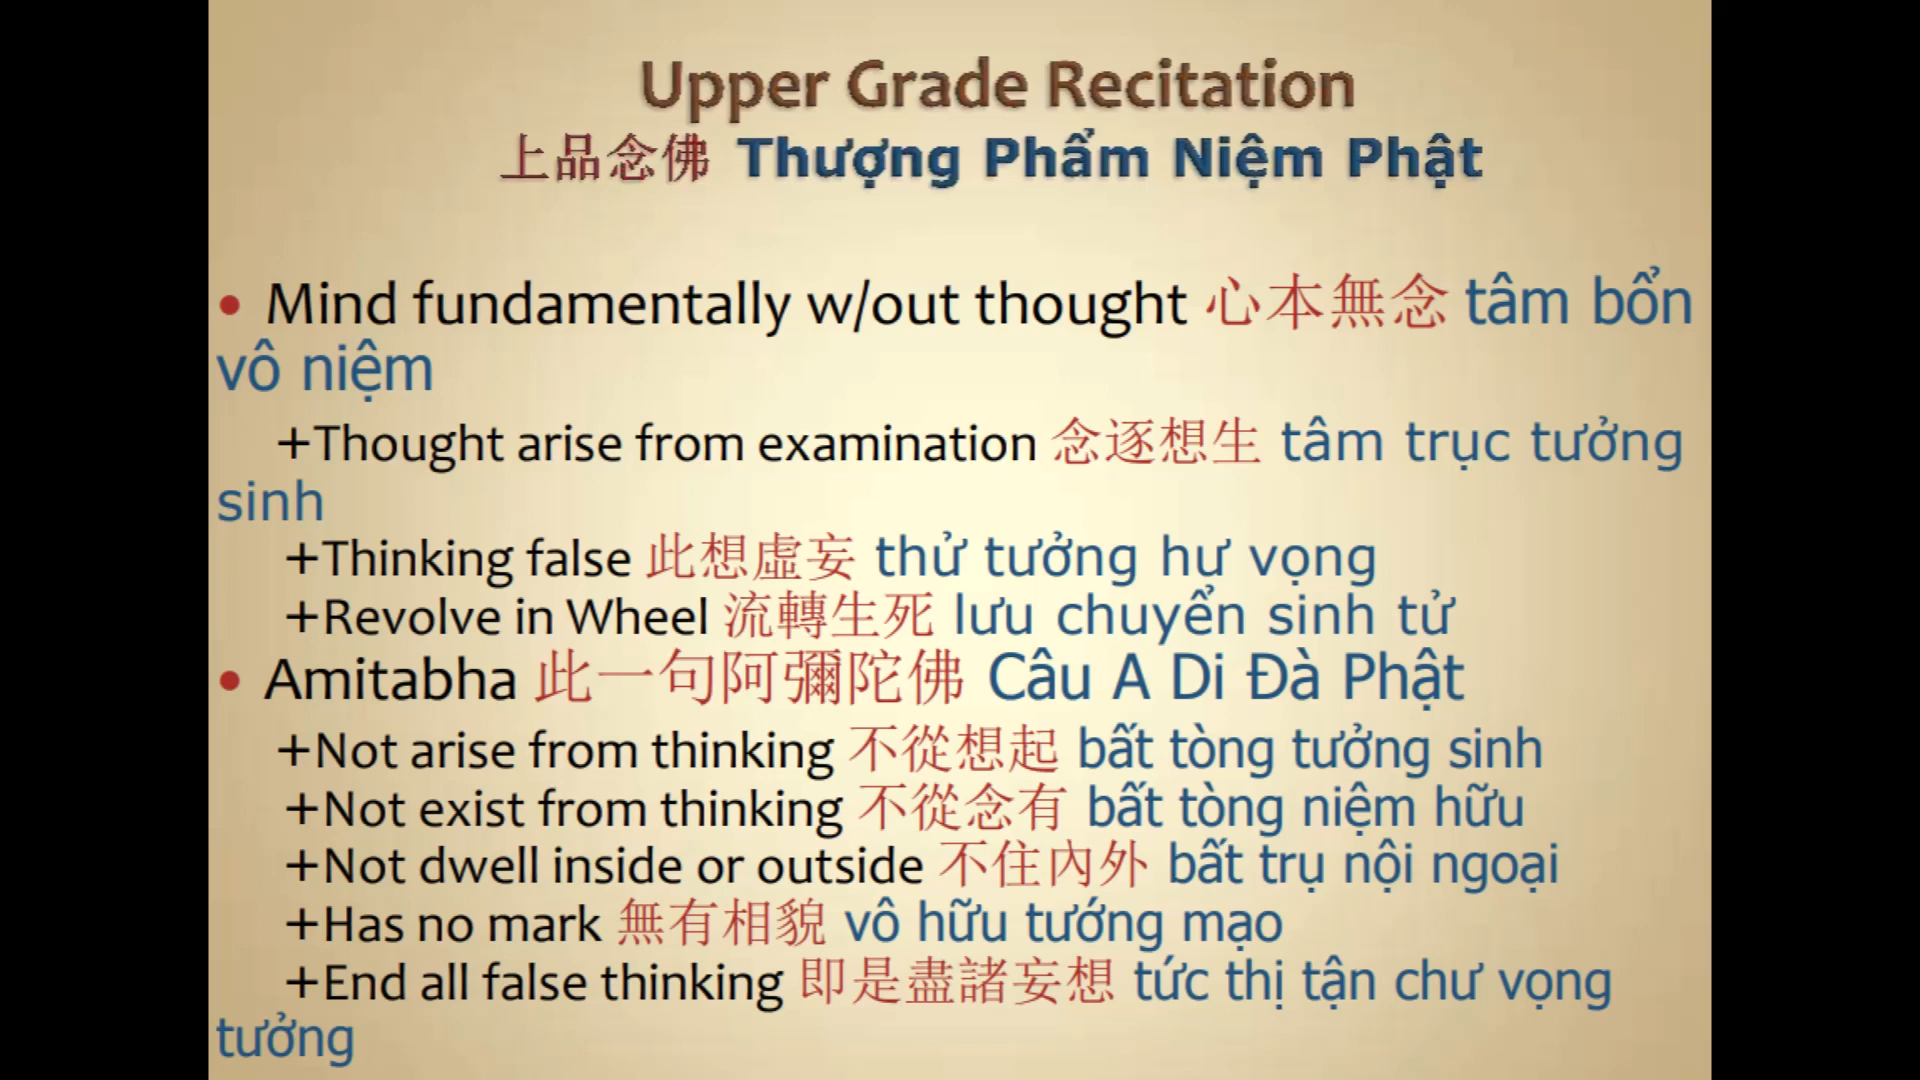 Upper Grade Recitation
上品念佛 Thượng Phẩm Niệm Phật
• Mind fundamentally w/out thought 心本無念 tâm bổn
vô niệm
+Thought arise from examination 念逐想生 tâm trục tưởng
sinh
+Thinking false 此想虛妄 thử tưởng hư vọng
+Revolve in Wheel 流轉生死 lưu chuyển sinh tử
• Amitabha 此一句阿彌陀佛 Câu A Di Đà Phật
+Not arise from thinking 不從想起 bất tòng tưởng sinh
+Not exist from thinking 不從念有 bất tòng niệm hữu
+Not dwell inside or outside 不住內外 bất trụ nội ngoại
+Has no mark 無有相貌 vô hữu tướng mạo
+End all false thinking 即是盡諸妄想 tức thị tận chư vọng
tưởng